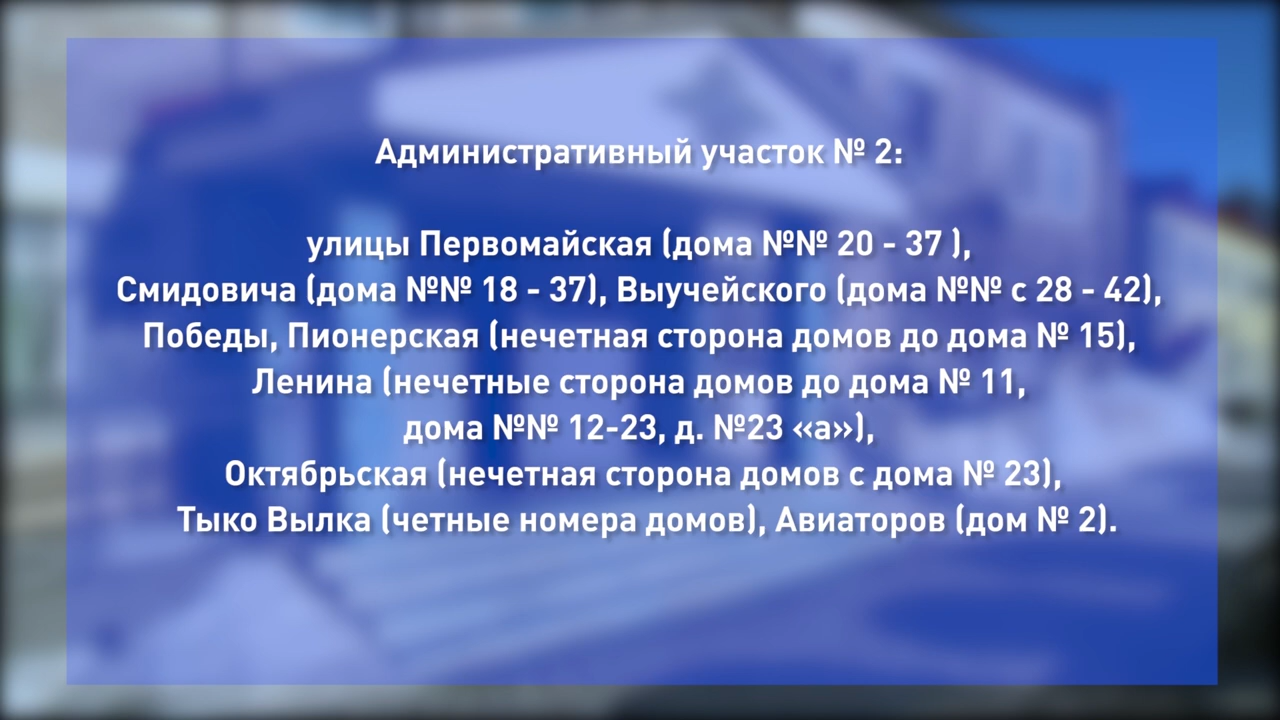 Административный участок № 2:
улицы Первомайская (дома №№ 20 - 37 ),
Смидовича (дома №№ 18 - 37), Выучейского (дома №№ с 28 - 42),
Победы, Пионерская (нечетная сторона домов до дома № 15),
Ленина (нечетные сторона домов до дома № 11,
дома №№ 12-23, д. №23 «а»),
Октябрьская (нечетная сторона домов с дома № 23),
Тыко Вылка (четные номера домов), Авиаторов (дом № 2).